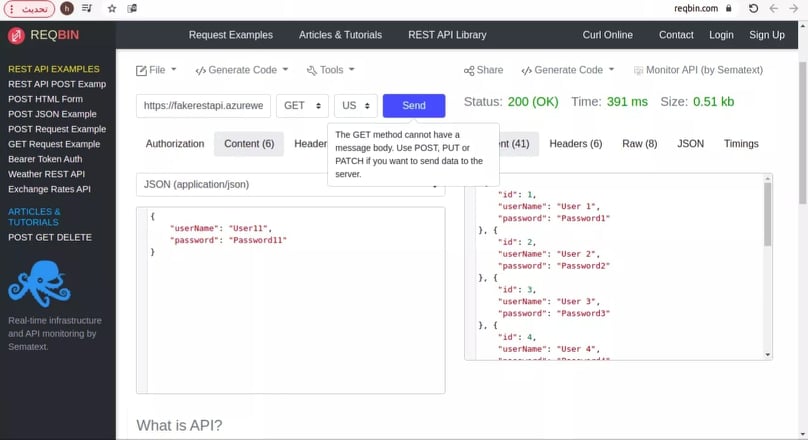 تحديث
h
reqbin.com
REQBIN
Request Examples
Articles & Tutorials
REST API Library
Curl Online
Contact
Login
Sign Up
REST API EXAMPLES
REST API POST Examp
POST HTML Form
POST JSON Example
POST Request Example
GET Request Example
Bearer Token Auth
Weather REST API
Exchange Rates API
ARTICLES &
TUTORIALS
POST GET DELETE
Real-time infrastructure
and API monitoring by
Sematext.
File
Generate Code
Tools
Share
Generate Code
Monitor API (by Sematext)
https://fakerestapi.azurewe
GET
US
Send
Status: 200 (OK) Time: 391 ms Size: 0.51 kb
The GET method cannot have a
message body. Use POST, PUT or
PATCH if you want to send data to the
server.
Authorization
Content (6)
Header
nt (41)
Headers (6)
Raw (8)
JSON
Timings
JSON (application/json)
{
"userName": "User11",
"password": "Password11"
}
"id": 1,
"userName": "User 1",
"password": "Password1"
}, {
"id": 2,
"userName": "User 2",
"password": "Password2"
}, {
"id": 3,
"userName": "User 3",
"password": "Password3"
}, {
"id": 4,
"userName": "User 4",
"password": "Password4"
What is API?